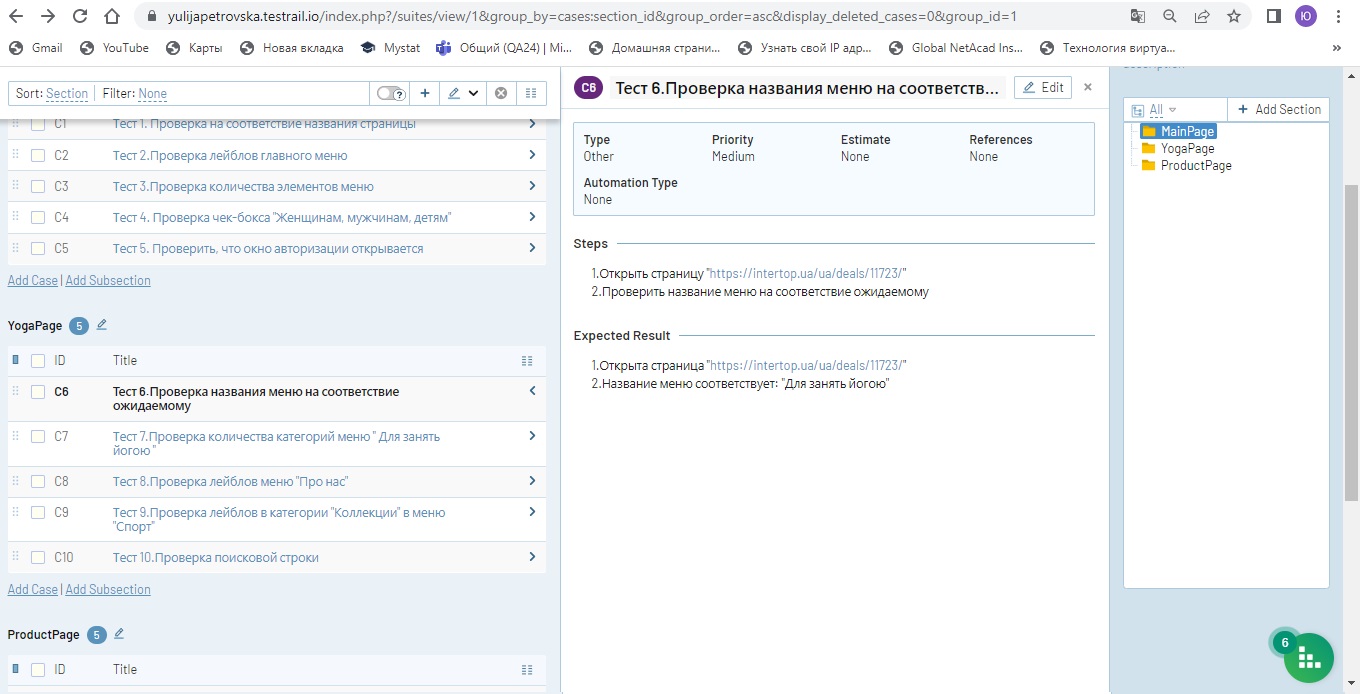 yulijapetrovska.testrail.io/index.php?/suites/view/1&group_by=cases:section_id&group_order=asc&display_deleted_cases=0&group_id=1
Ю
Gmail YouTube Карты Новая вкладка Mystat Общий (QA24) | Mi... Домашняя страни... Узнать свой IP адр... Global NetAcad Ins... Технология виртуа... »
Sort: Section Filter: None
?
C1 Тест 1. Проверка на соответствие названия страницы
C2 Тест 2.Проверка лейблов главного меню
C3 Тест 3.Проверка количества элементов меню
C4 Тест 4. Проверка чек-бокса "Женщинам, мужчинам, детям"
C5 Тест 5. Проверить, что окно авторизации открывается
Add Case | Add Subsection
YogaPage 5
ID Title
C6 Тест 6.Проверка названия меню на соответствие
ожидаемому
C7 Тест 7.Проверка количества категорий меню " Для занять
йогою "
C8 Тест 8.Проверка лейблов меню "Про нас"
C9 Тест 9.Проверка лейблов в категории "Коллекции" в меню
"Спорт"
C10 Тест 10.Проверка поисковой строки
Add Case | Add Subsection
ProductPage 5
ID Title
C6 Тест 6.Проверка названия меню на соответств... Edit
Type Priority Estimate References
Other Medium None None
Automation Type
None
Steps
1.Открыть страницу "https://intertop.ua/ua/deals/11723/"
2.Проверить название меню на соответствие ожидаемому
Expected Result
1.Открыта страница "https://intertop.ua/ua/deals/11723/"
2.Название меню соответствует: "Для занять йогою"
All + Add Section
MainPage
YogaPage
ProductPage
6